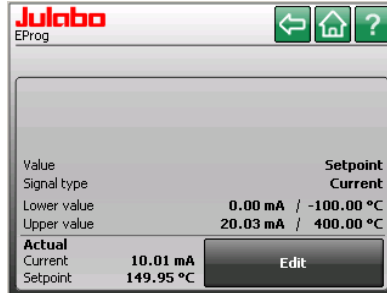 Julabo
EProg
?
Value Setpoint
Signal type Current
Lower value 0.00 mA / -100.00 °C
Upper value 20.03 mA / 400.00 °C
Actual
Current 10.01 mA
Setpoint 149.95 °C
Edit